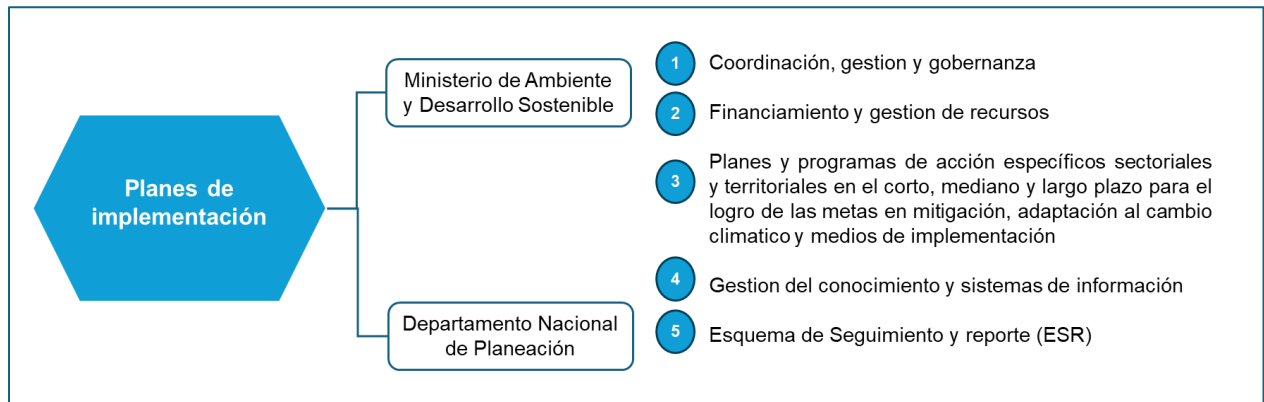 Planes de
implementación
Ministerio de Ambiente
y Desarrollo Sostenible
Departamento Nacional
de Planeación
1 Coordinación, gestion y gobernanza
2 Financiamiento y gestion de recursos
3 Planes y programas de acción específicos sectoriales
y territoriales en el corto, mediano y largo plazo para el
logro de las metas en mitigación, adaptación al cambio
climatico y medios de implementación
4 Gestion del conocimiento y sistemas de información
5 Esquema de Seguimiento y reporte (ESR)